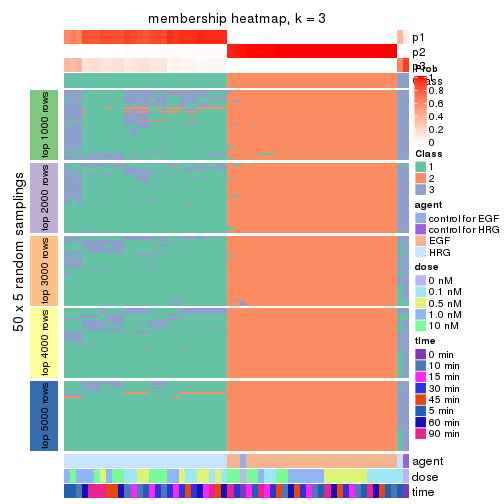 membership heatmap, k = 3
p1
p2
p3
Prob
1
0.8
0.6
0.4
0.2
0
Class
Class
1
2
3
agent
control for EGF
control for HRG
EGF
HRG
dose
0 nM
0.1 nM
0.5 nM
1.0 nM
10 nM
time
0 min
10 min
15 min
30 min
45 min
5 min
60 min
90 min
50 x 5 random samplings
top 1000 rows
top 2000 rows
top 3000 rows
top 4000 rows
top 5000 rows
agent
dose
time